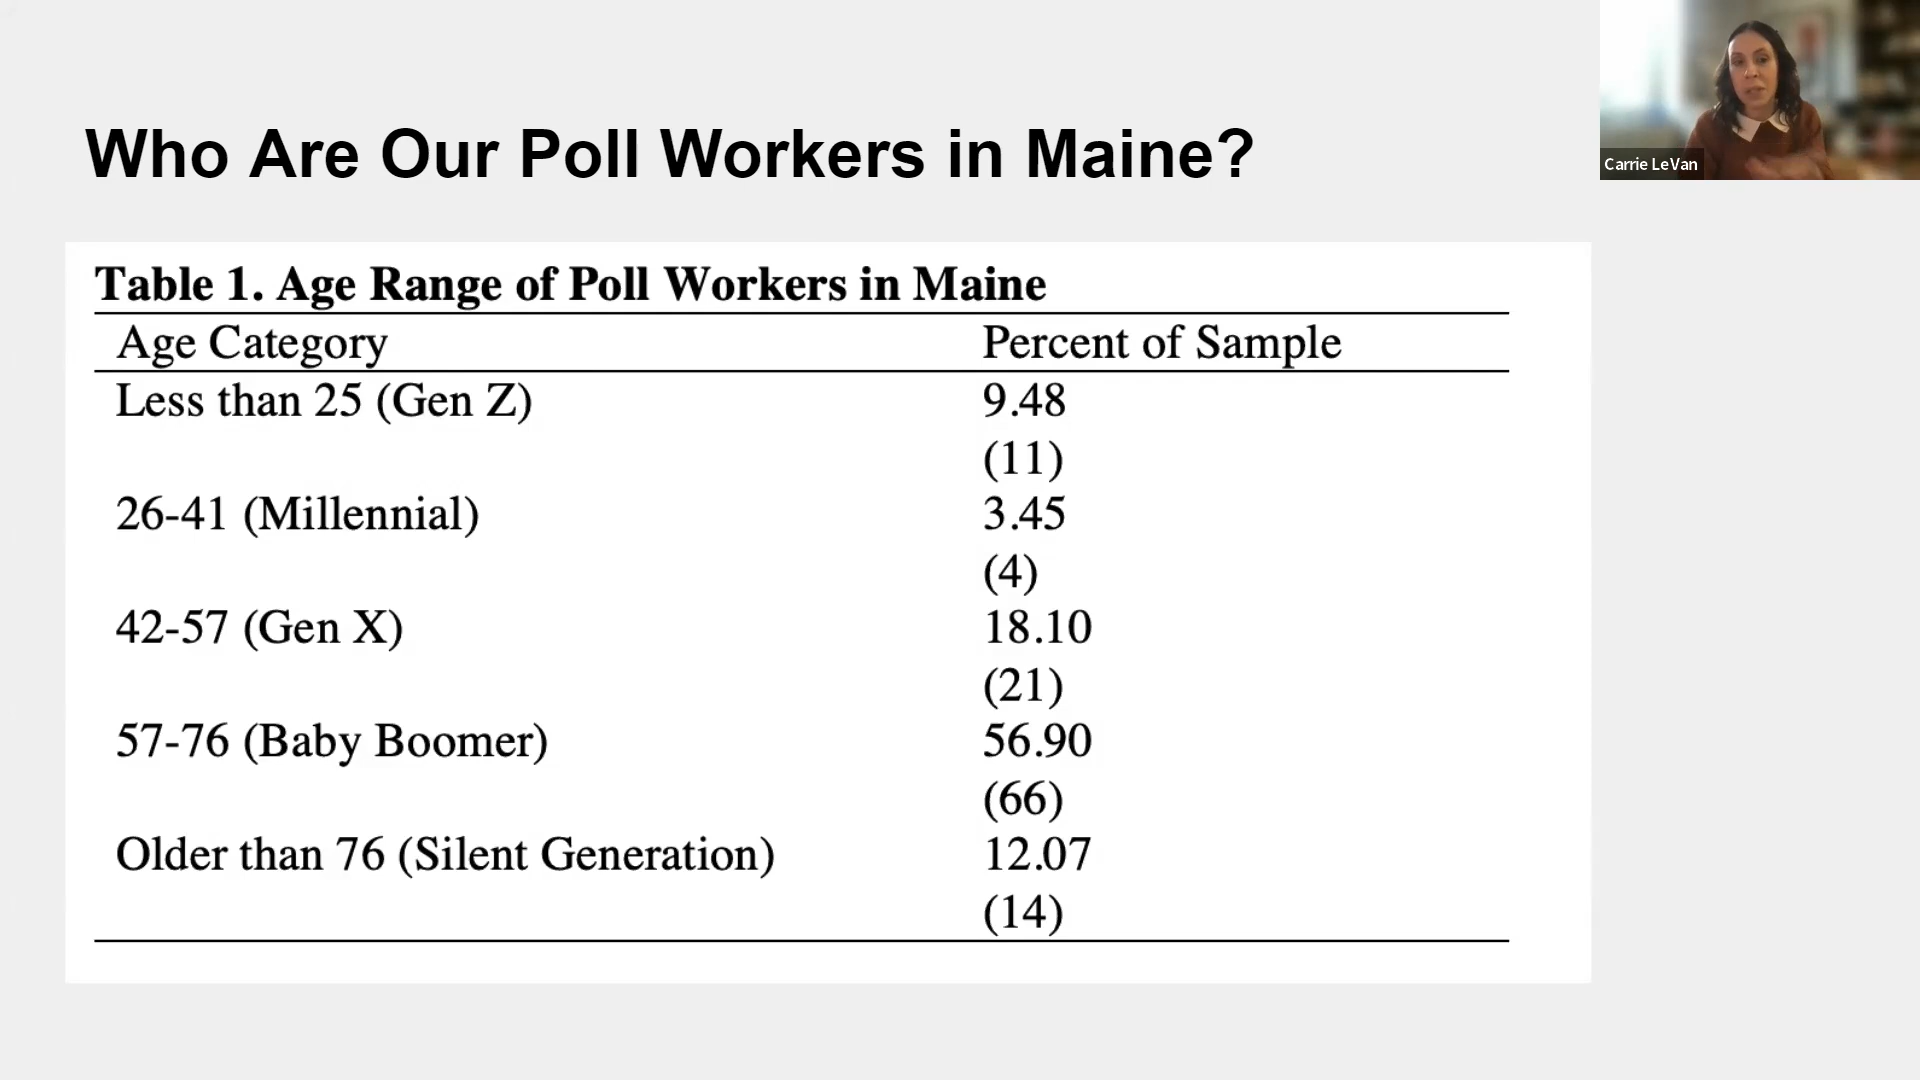 Who Are Our Poll Workers in Maine?
Carrie LeVan
Table 1. Age Range of Poll Workers in Maine
Age Category Percent of Sample
Less than 25 (Gen Z) 9.48
(11)
26-41 (Millennial) 3.45
(4)
42-57 (Gen X) 18.10
(21)
57-76 (Baby Boomer) 56.90
(66)
Older than 76 (Silent Generation) 12.07
(14)